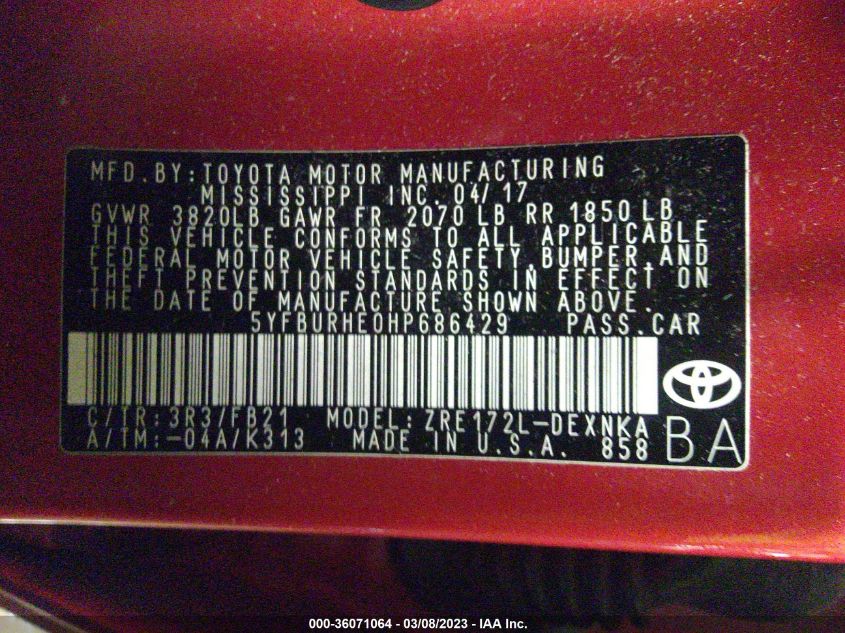 MFD.BY:TOYOTA MOTOR MANUFACTURING
MISSISSIPPI INC. 04/17
GVWR 3820LB GAWR FR 2070LB RR 1850LB
THIS VEHICLE CONFORMS TO ALL APPLICABLE
FEDERAL MOTOR VEHICLE SAFETY,BUMPER,AND
THEFT PREVENTION STANDARDS IN EFFECT ON
THE DATE OF MANUFACTURE SHOWN ABOVE.
5YFBURHE0HP686429 PASS.CAR
C/TR:3R3/FB21 MODEL:ZRE172L-DEXNKA
A/TM:-04A/K313 MADE IN U.S.A. 858
BA
000-36071064 - 03/08/2023 - IAA Inc.